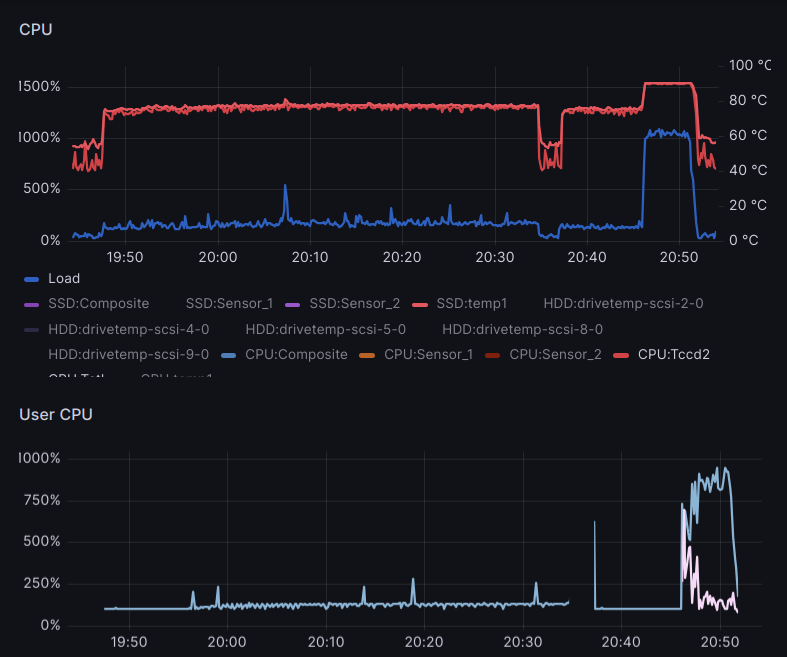 CPU
100 °C
1500%
80 °C
1000%
60 °C
40 °C
500%
20 °C
0%
0 °C
19:50 20:00 20:10 20:20 20:30 20:40 20:50
Load
SSD:Composite SSD:Sensor_1 SSD:Sensor_2 SSD:temp1 HDD:drivetemp-scsi-2-0
HDD:drivetemp-scsi-4-0 HDD:drivetemp-scsi-5-0 HDD:drivetemp-scsi-8-0
HDD:drivetemp-scsi-9-0 CPU:Composite CPU:Sensor_1 CPU:Sensor_2 CPU:Tccd2
CPU:Tctl CPU:temp1
User CPU
1000%
750%
500%
250%
0%
19:50 20:00 20:10 20:20 20:30 20:40 20:50